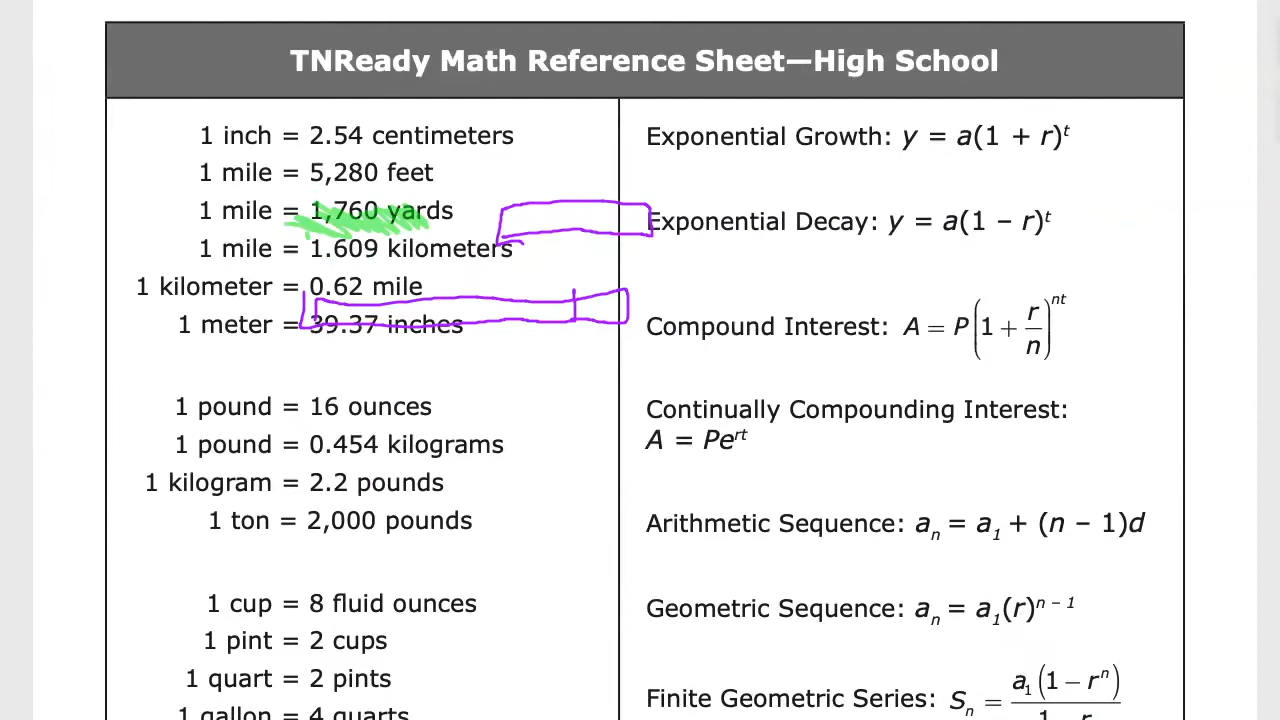 TNReady Math Reference Sheet—High School
1 inch = 2.54 centimeters
1 mile = 5,280 feet
1 mile = 1,760 yards
1 mile = 1.609 kilometers
1 kilometer = 0.62 mile
1 meter = 39.37 inches
1 pound = 16 ounces
1 pound = 0.454 kilograms
1 kilogram = 2.2 pounds
1 ton = 2,000 pounds
1 cup = 8 fluid ounces
1 pint = 2 cups
1 quart = 2 pints
1 gallon = 4 quarts
Exponential Growth: y = a(1 + r)^t
Exponential Decay: y = a(1 − r)^t
Compound Interest: A = P(1 + r/n)^nt
Continually Compounding Interest:
A = Pe^rt
Arithmetic Sequence: a_n = a_1 + (n − 1)d
Geometric Sequence: a_n = a_1(r)^n − 1
Finite Geometric Series: S_n = a_1(1 − r^n)/1 − r